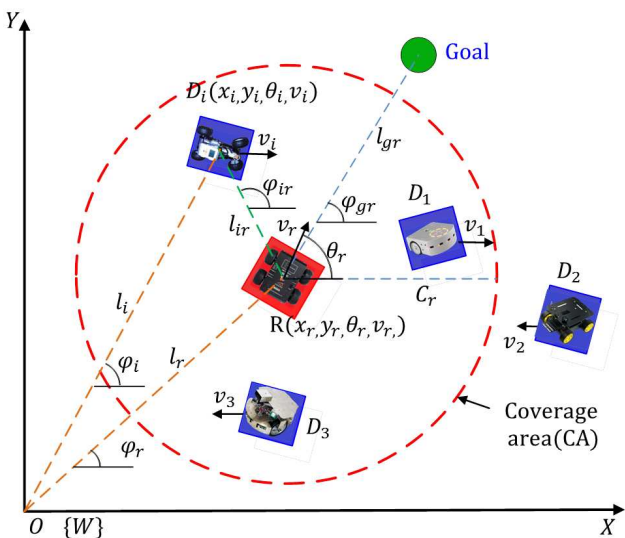 Y
Goal
D_i(x_i,y_i,θ_i,v_i)
v_i
l_gr
φ_ir
φ_gr
D_1
l_ir
v_r
v_1
θ_r
D_2
C_r
R(x_r,y_r,θ_r,v_r,)
l_i
v_2
l_r
φ_i
v_3
D_3
Coverage
area(CA)
φ_r
O {W}
X